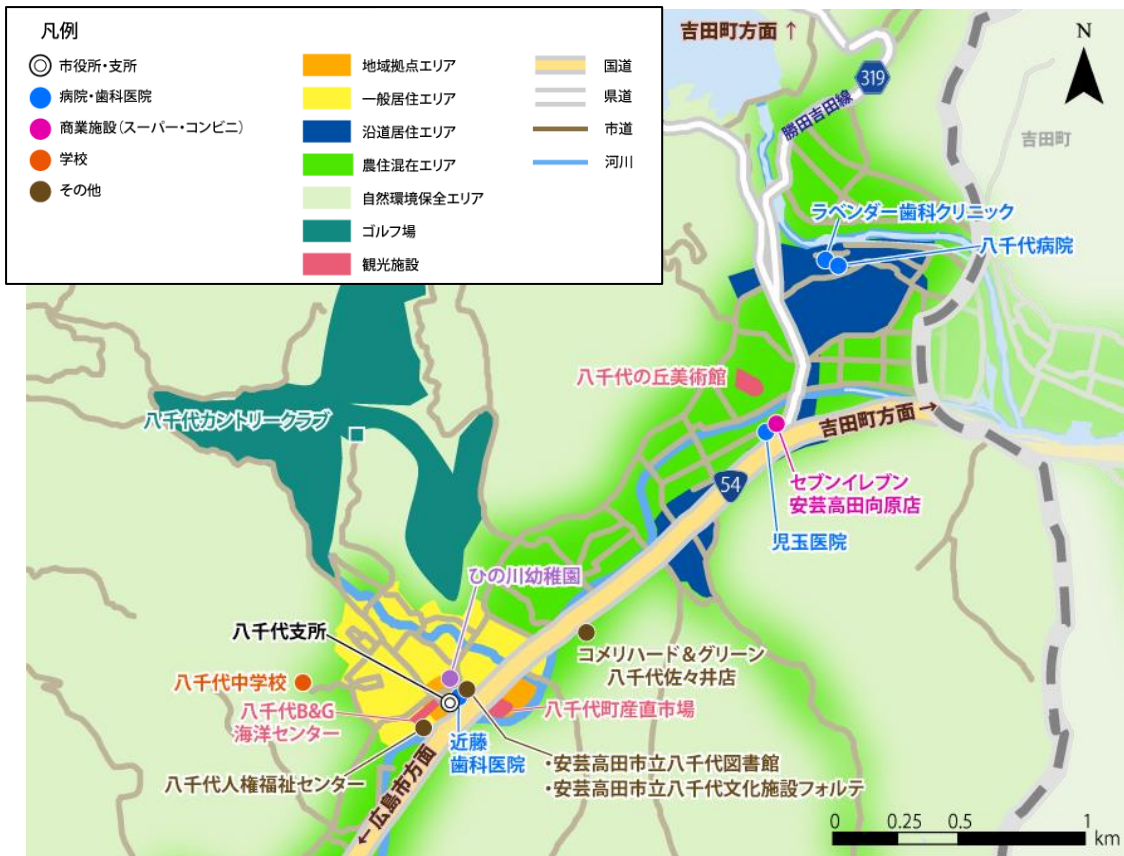 凡例
市役所・支所
病院・歯科医院
商業施設(スーパー・コンビニ)
学校
その他
地域拠点エリア
一般居住エリア
沿道居住エリア
農住混在エリア
自然環境保全エリア
ゴルフ場
観光施設
国道
県道
市道
河川
吉田町方面 ↑
319
勝田吉田線
N
吉田町
ラベンダー歯科クリニック
八千代病院
八千代の丘美術館
吉田町方面 →
八千代カントリークラブ
54
セブンイレブン
安芸高田向原店
児玉医院
ひの川幼稚園
八千代支所
コメリハード&グリーン
八千代佐々井店
八千代中学校
八千代B&G
海洋センター
八千代町産直市場
近藤
歯科医院
八千代人権福祉センター
・安芸高田市立八千代図書館
・安芸高田市立八千代文化施設フォルテ
← 広島市方面
0 0.25 0.5 1
km